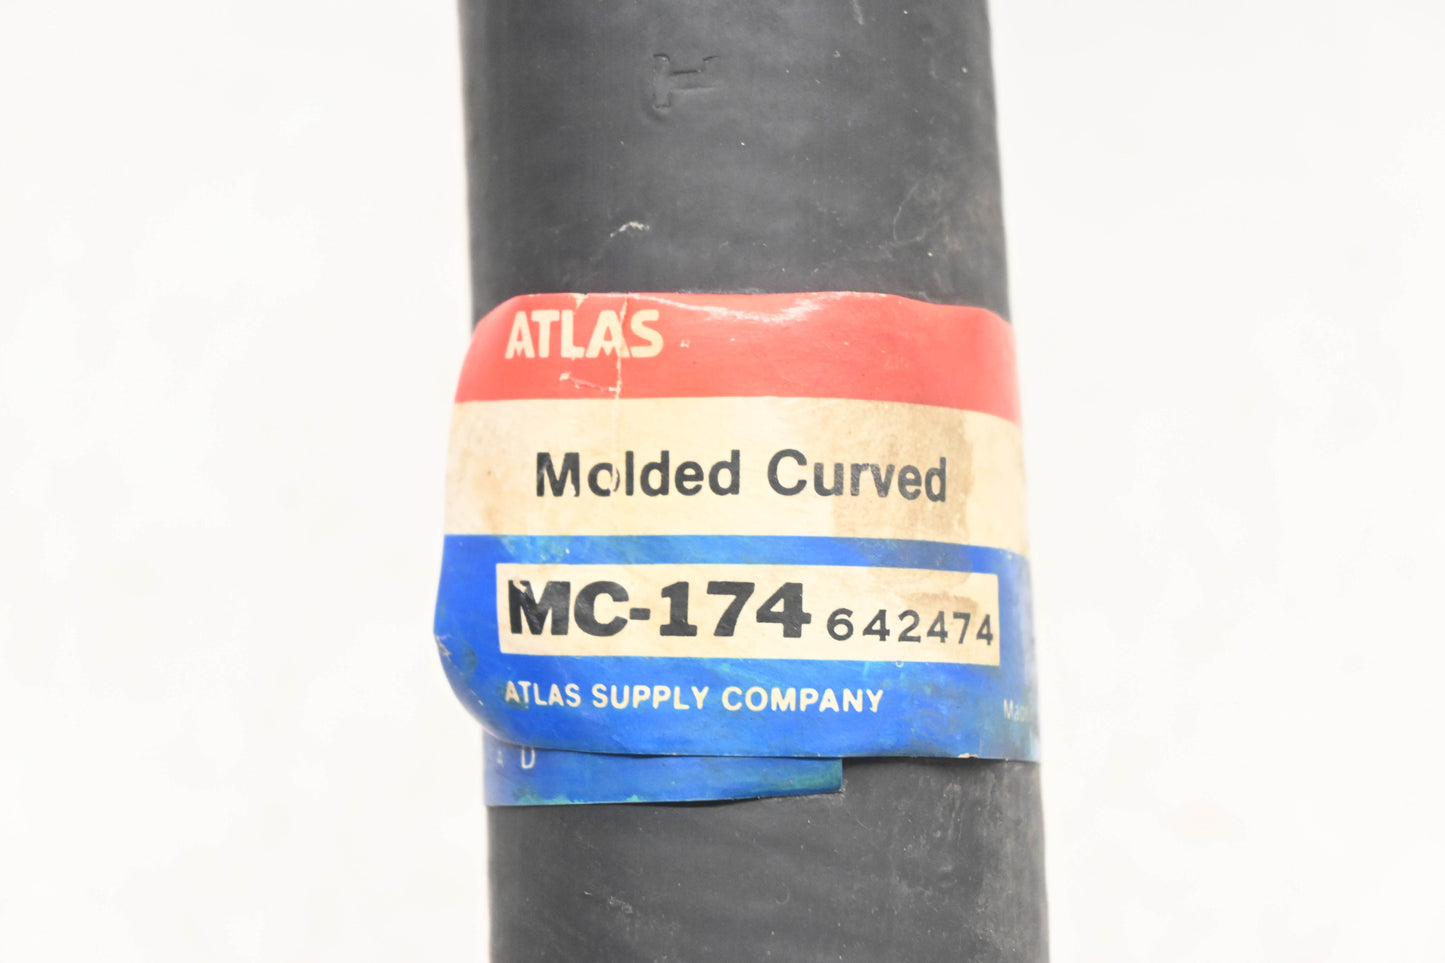 ATLAS
Molded Curved
MC-174 642474
ATLAS SUPPLY COMPANY
D